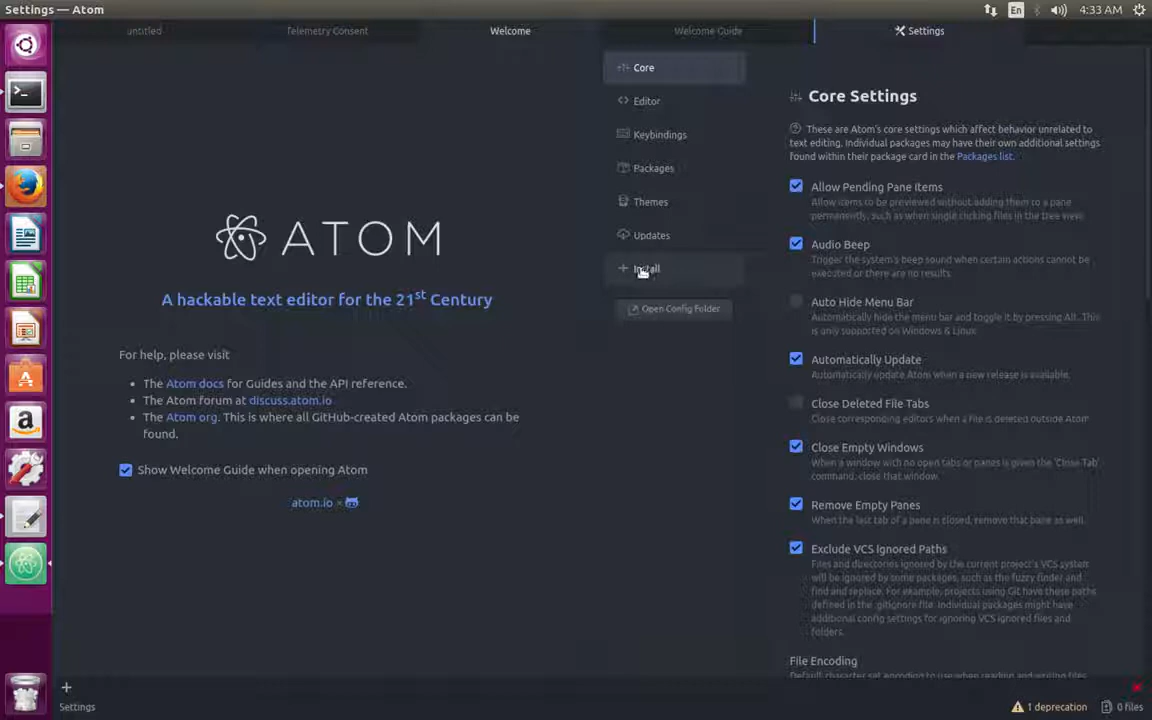 Settings — Atom
En
4:33 AM
untitled
Telemetry Consent
Welcome
Welcome Guide
Settings
Core
Editor
Keybindings
Packages
Themes
Updates
Install
Open Config Folder
ATOM
A hackable text editor for the 21st Century
For help, please visit
The Atom docs for Guides and the API reference.
The Atom forum at discuss.atom.io
The Atom org. This is where all GitHub-created Atom packages can be
found.
Show Welcome Guide when opening Atom
atom.io ×
Core Settings
These are Atom's core settings which affect behavior unrelated to
text editing. Individual packages may have their own additional settings
found within their package card in the Packages list.
Allow Pending Pane Items
Allow items to be previewed without adding them to a pane
permanently, such as when single clicking files in the tree view.
Audio Beep
Trigger the system's beep sound when certain actions cannot be
executed or there are no results.
Auto Hide Menu Bar
Automatically hide the menu bar and toggle it by pressing Alt. This
is only supported on Windows & Linux.
Automatically Update
Automatically update Atom when a new release is available.
Close Deleted File Tabs
Close corresponding editors when a file is deleted outside Atom.
Close Empty Windows
When a window with no open tabs or panes is given the 'Close Tab'
command, close that window.
Remove Empty Panes
When the last tab of a pane is closed, remove that pane as well.
Exclude VCS Ignored Paths
Files and directories ignored by the current project's VCS system
will be ignored by some packages, such as the fuzzy finder and
find and replace. For example, projects using Git have these paths
defined in the .gitignore file. Individual packages might have
additional config settings for ignoring VCS ignored files and
folders.
File Encoding
Default character set encoding to use when reading and writing files.
Settings
1 deprecation
0 files